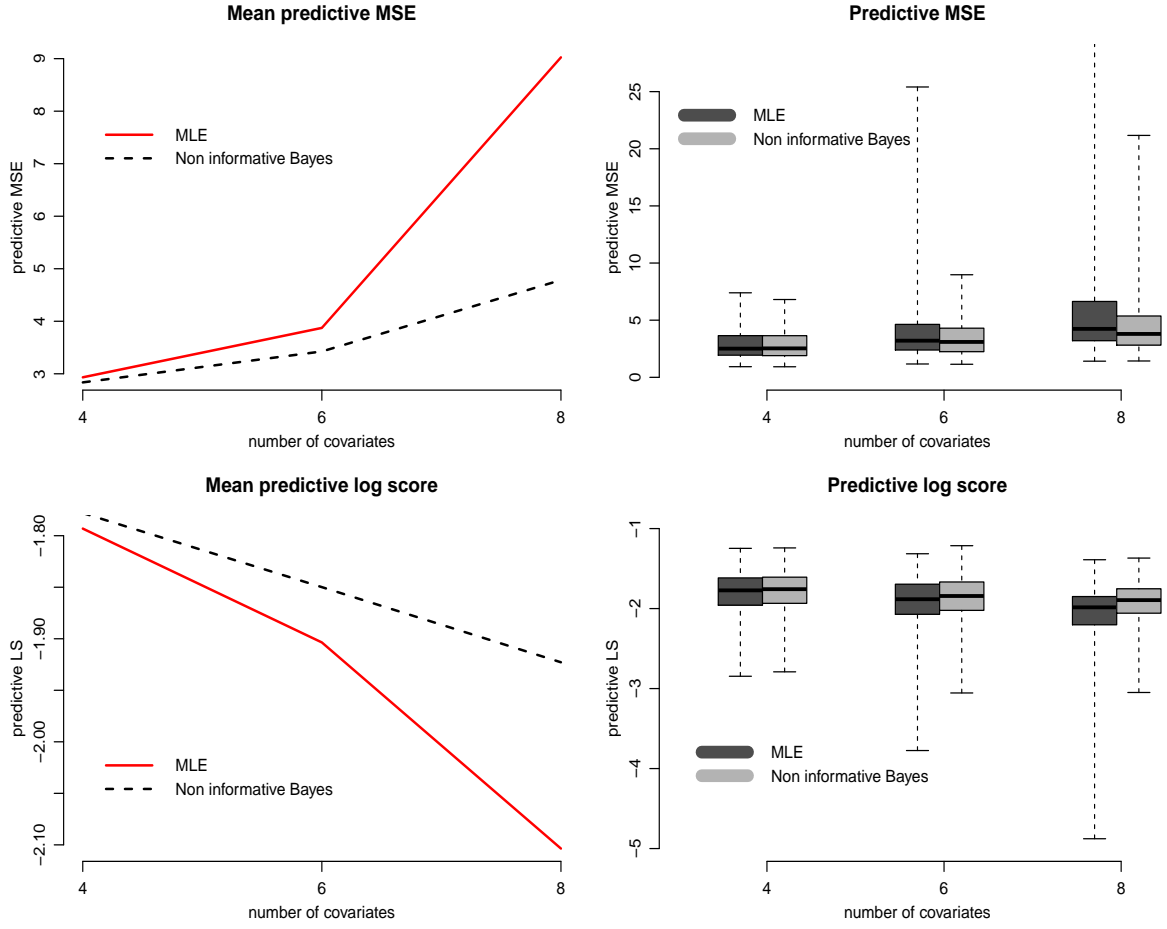 Mean predictive MSE
predictive MSE
9
8
7
6
5
4
3
MLE
Non informative Bayes
4 6 8
number of covariates
Predictive MSE
predictive MSE
25
20
15
10
5
0
MLE
Non informative Bayes
4 6 8
number of covariates
Mean predictive log score
predictive LS
−1.80
−1.90
−2.00
−2.10
MLE
Non informative Bayes
4 6 8
number of covariates
Predictive log score
predictive LS
−1
−2
−3
−4
−5
MLE
Non informative Bayes
4 6 8
number of covariates